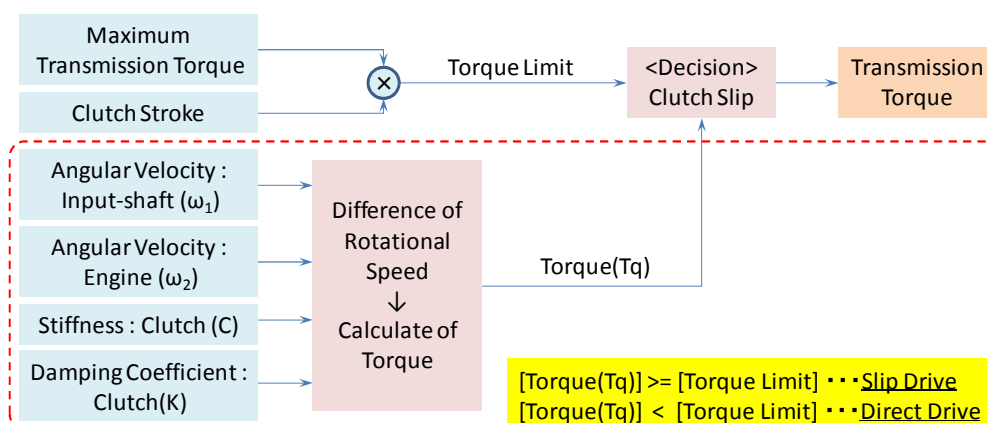 Maximum
Transmission Torque
Clutch Stroke
×
Torque Limit
<Decision>
Clutch Slip
Transmission
Torque
Angular Velocity :
Input-shaft (ω₁)
Angular Velocity :
Engine (ω₂)
Stiffness : Clutch (C)
Damping Coefficient :
Clutch(K)
Difference of
Rotational
Speed
↓
Calculate of
Torque
Torque(Tq)
[Torque(Tq)] >= [Torque Limit] ・・・Slip Drive
[Torque(Tq)] < [Torque Limit] ・・・Direct Drive